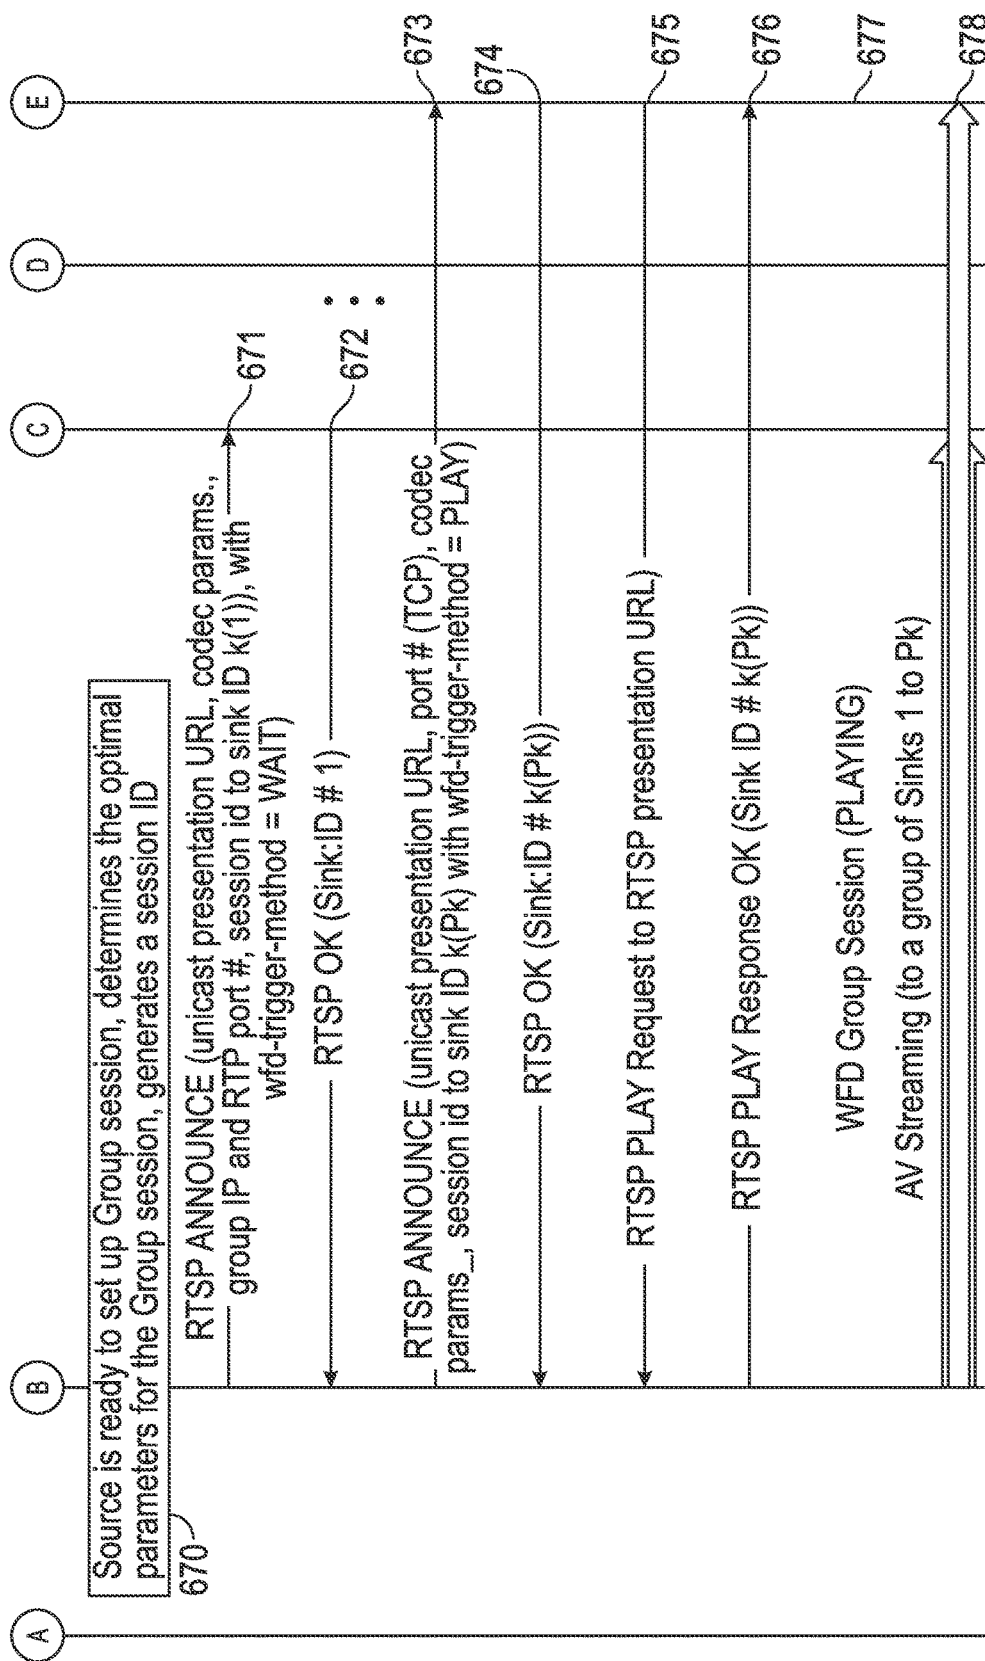 A
B
C
D
E
Source is ready to set up Group session, determines the optimal
parameters for the Group session, generates a session ID
670
RTSP ANNOUNCE (unicast presentation URL, codec params.,
group IP and RTP port #, session id to sink ID k(1)), with
wfd-trigger-method = WAIT)
671
RTSP OK (Sink:ID # 1)
672
RTSP ANNOUNCE (unicast presentation URL, port # (TCP), codec
params_, session id to sink ID k(Pk) with wfd-trigger-method = PLAY)
673
RTSP OK (Sink:ID # k(Pk))
674
RTSP PLAY Request to RTSP presentation URL)
675
RTSP PLAY Response OK (Sink ID # k(Pk))
676
WFD Group Session (PLAYING)
677
AV Streaming (to a group of Sinks 1 to Pk)
678